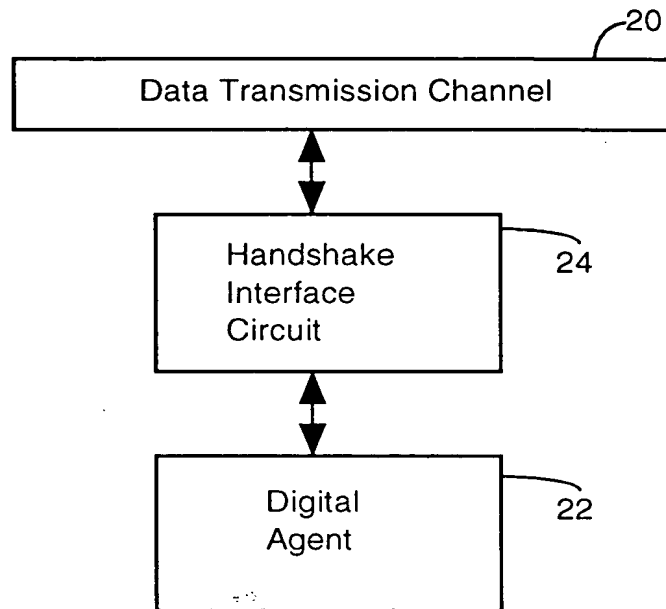 20
Data Transmission Channel
Handshake
Interface
Circuit
24
Digital
Agent
22